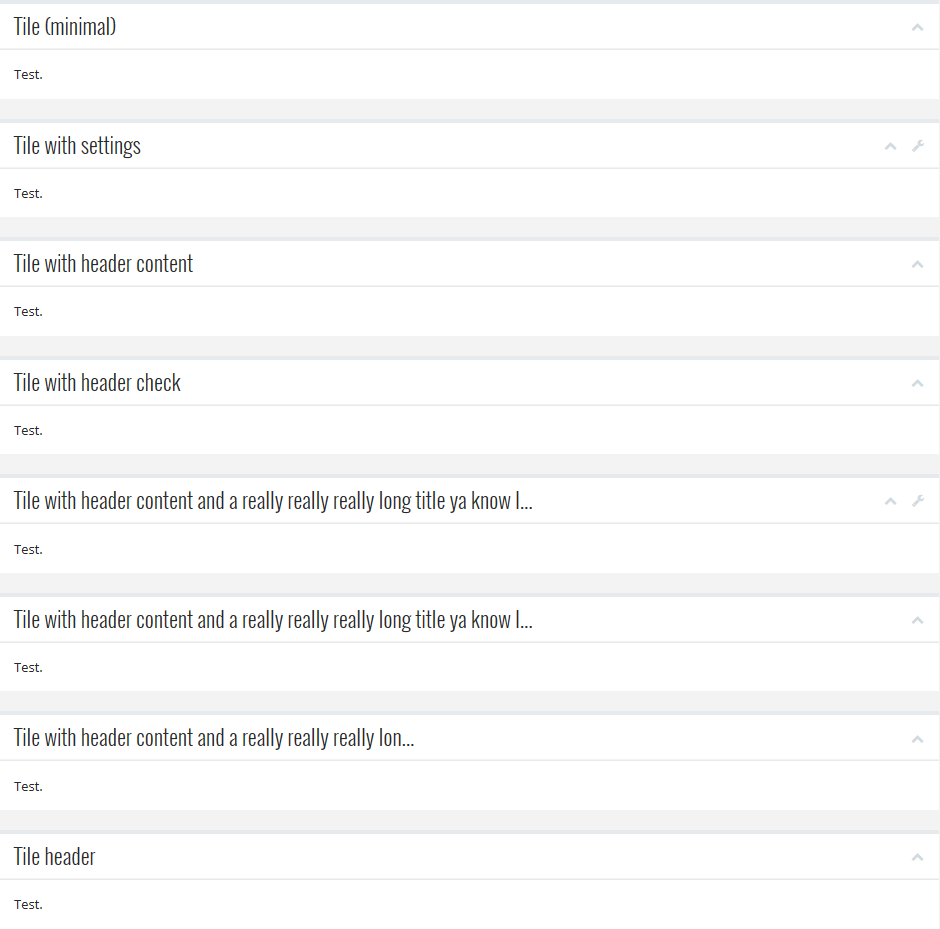 Tile (minimal)
Test.
Tile with settings
Test.
Tile with header content
Test.
Tile with header check
Test.
Tile with header content and a really really really long title ya know I...
Test.
Tile with header content and a really really really long title ya know I...
Test.
Tile with header content and a really really really lon...
Test.
Tile header
Test.